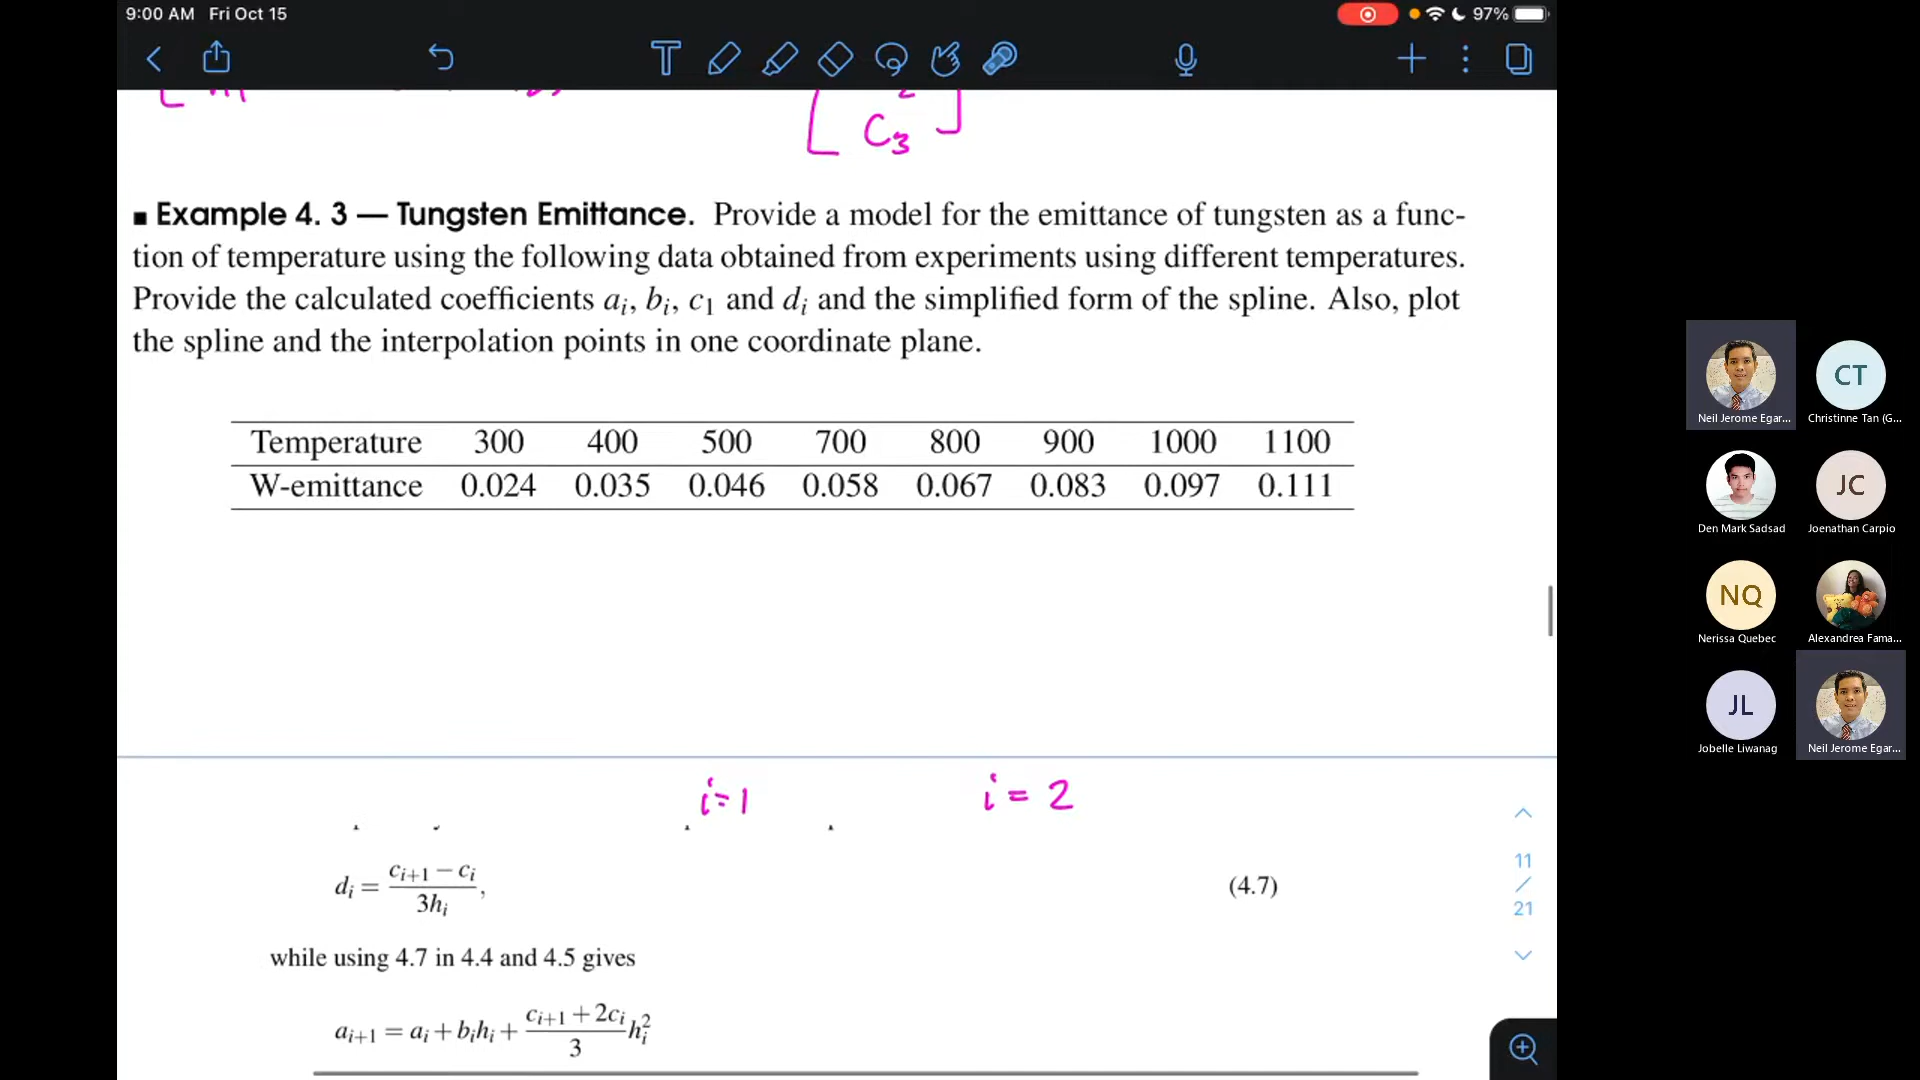 9:00 AM Fri Oct 15
97%
C3
■ Example 4. 3 — Tungsten Emittance. Provide a model for the emittance of tungsten as a func-
tion of temperature using the following data obtained from experiments using different temperatures.
Provide the calculated coefficients ai, bi, c1 and di and the simplified form of the spline. Also, plot
the spline and the interpolation points in one coordinate plane.
Temperature 300 400 500 700 800 900 1000 1100
W-emittance 0.024 0.035 0.046 0.058 0.067 0.083 0.097 0.111
i=1 i = 2
di = (ci+1 − ci)/(3hi), (4.7)
while using 4.7 in 4.4 and 4.5 gives
ai+1 = ai + bihi + (ci+1 + 2ci)/3 hi²
11
/
21
Neil Jerome Egar...
CT
Christinne Tan (G...
Den Mark Sadsad
JC
Joenathan Carpio
NQ
Nerissa Quebec
Alexandrea Fama...
JL
Jobelle Liwanag
Neil Jerome Egar...